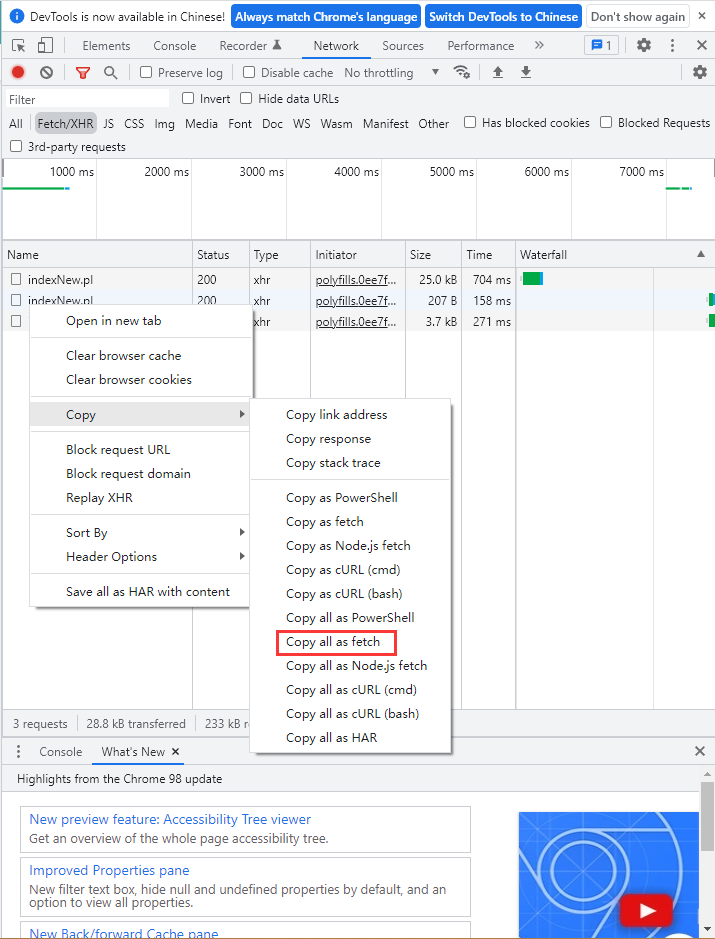 DevTools is now available in Chinese! Always match Chrome's language Switch DevTools to Chinese Don't show again
Elements Console Recorder Network Sources Performance 1
Preserve log Disable cache No throttling
Filter Invert Hide data URLs
All Fetch/XHR JS CSS Img Media Font Doc WS Wasm Manifest Other Has blocked cookies Blocked Requests
3rd-party requests
1000 ms 2000 ms 3000 ms 4000 ms 5000 ms 6000 ms 7000 ms
Name Status Type Initiator Size Time Waterfall
indexNew.pl 200 xhr polyfills.0ee7f... 25.0 kB 704 ms
indexNew.pl 200 xhr polyfills.0ee7f... 207 B 158 ms
xhr polyfills.0ee7f... 3.7 kB 271 ms
Open in new tab
Clear browser cache
Clear browser cookies
Copy
Block request URL
Block request domain
Replay XHR
Sort By
Header Options
Save all as HAR with content
Copy link address
Copy response
Copy stack trace
Copy as PowerShell
Copy as fetch
Copy as Node.js fetch
Copy as cURL (cmd)
Copy as cURL (bash)
Copy all as PowerShell
Copy all as fetch
Copy all as Node.js fetch
Copy all as cURL (cmd)
Copy all as cURL (bash)
Copy all as HAR
3 requests 28.8 kB transferred 233 kB r
Console What's New
Highlights from the Chrome 98 update
New preview feature: Accessibility Tree viewer
Get an overview of the whole page accessibility tree.
Improved Properties pane
New filter text box, hide null and undefined properties by default, and an
option to view all properties.
New Back/forward Cache pane